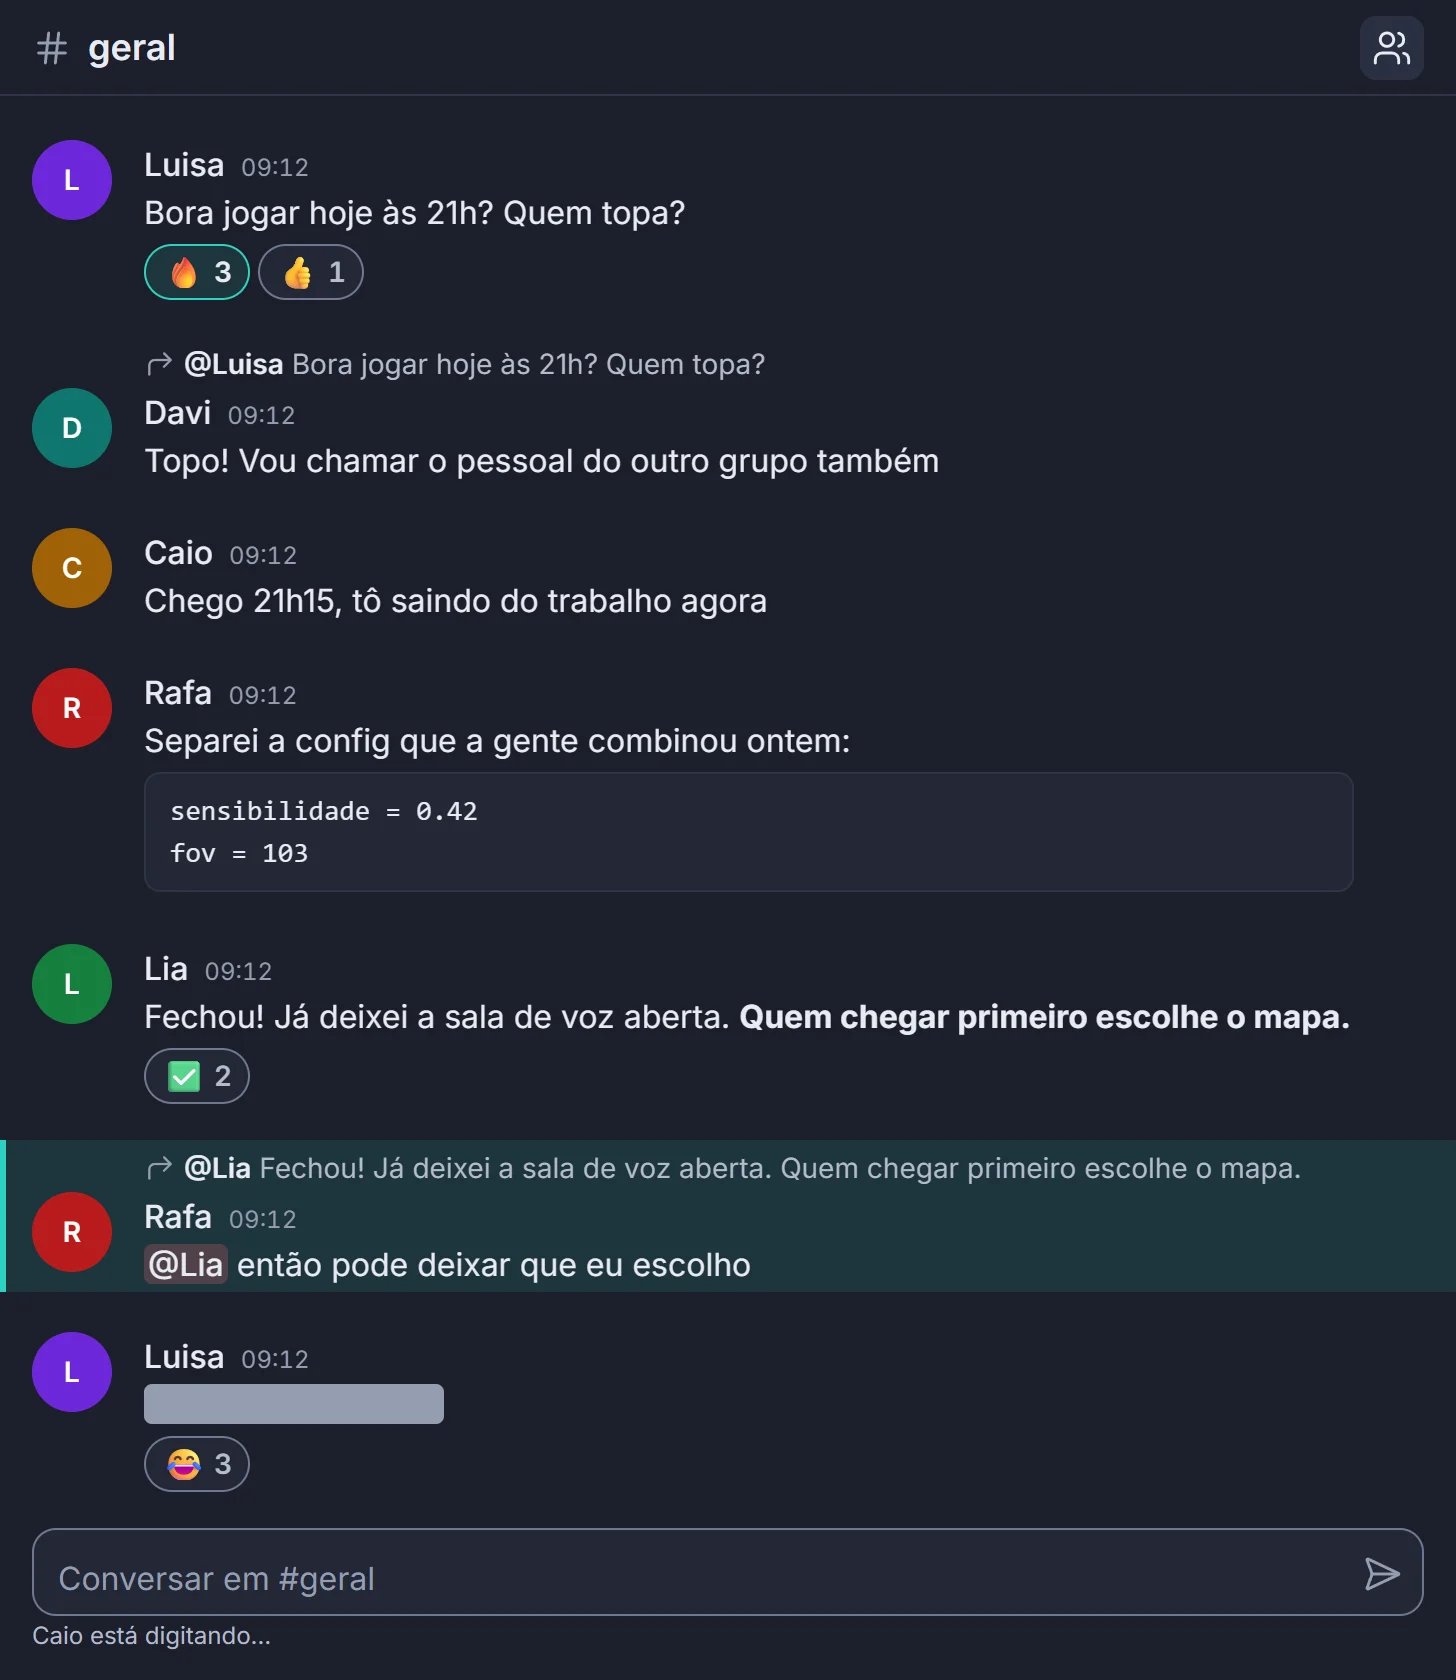 # geral
L
Luisa 09:12
Bora jogar hoje às 21h? Quem topa?
🔥 3 👍 1
@Luisa Bora jogar hoje às 21h? Quem topa?
D
Davi 09:12
Topo! Vou chamar o pessoal do outro grupo também
C
Caio 09:12
Chego 21h15, tô saindo do trabalho agora
R
Rafa 09:12
Separei a config que a gente combinou ontem:
sensibilidade = 0.42
fov = 103
L
Lia 09:12
Fechou! Já deixei a sala de voz aberta. Quem chegar primeiro escolhe o mapa.
✅ 2
@Lia Fechou! Já deixei a sala de voz aberta. Quem chegar primeiro escolhe o mapa.
R
Rafa 09:12
@Lia então pode deixar que eu escolho
L
Luisa 09:12
😂 3
Conversar em #geral
Caio está digitando...